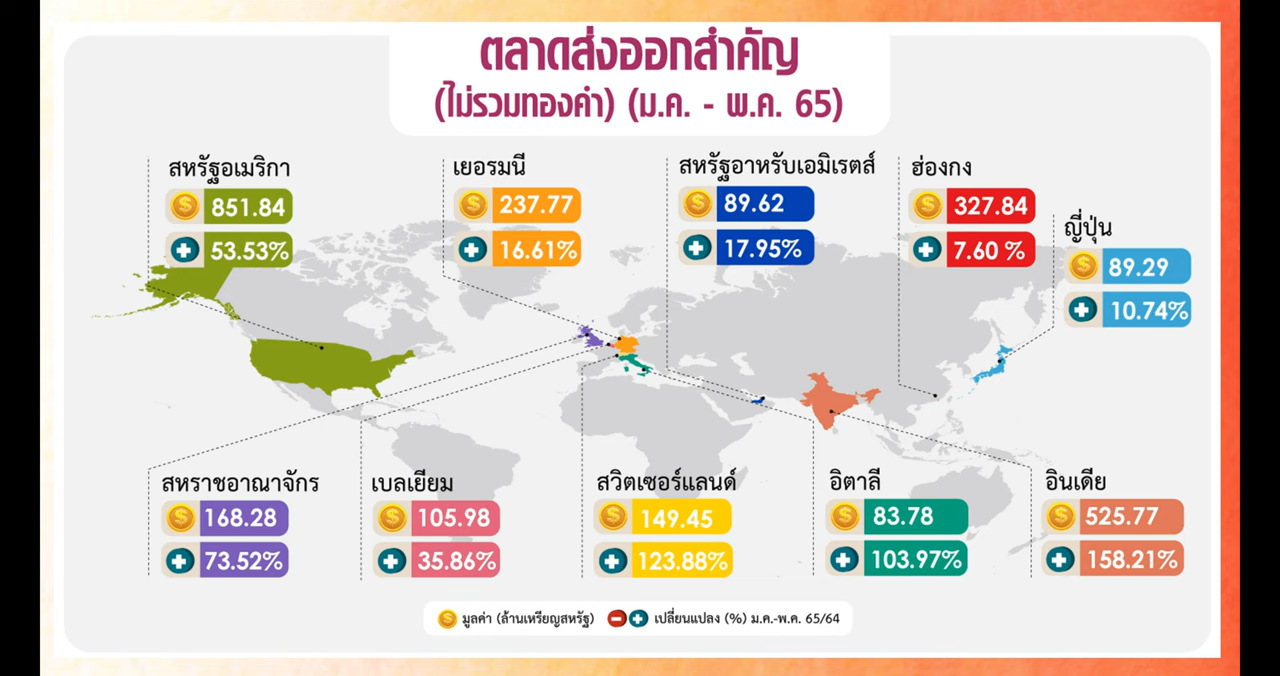 ตลาดส่งออกสำคัญ
(ไม่รวมทองคำ) (ม.ค. - พ.ค. 65)
สหรัฐอเมริกา
851.84
53.53%
เยอรมนี
237.77
16.61%
สหรัฐอาหรับเอมิเรตส์
89.62
17.95%
ฮ่องกง
327.84
7.60 %
ญี่ปุ่น
89.29
10.74%
สหราชอาณาจักร
168.28
73.52%
เบลเยียม
105.98
35.86%
สวิตเซอร์แลนด์
149.45
123.88%
อิตาลี
83.78
103.97%
อินเดีย
525.77
158.21%
มูลค่า (ล้านเหรียญสหรัฐ) เปลี่ยนแปลง (%) ม.ค.-พ.ค. 65/64